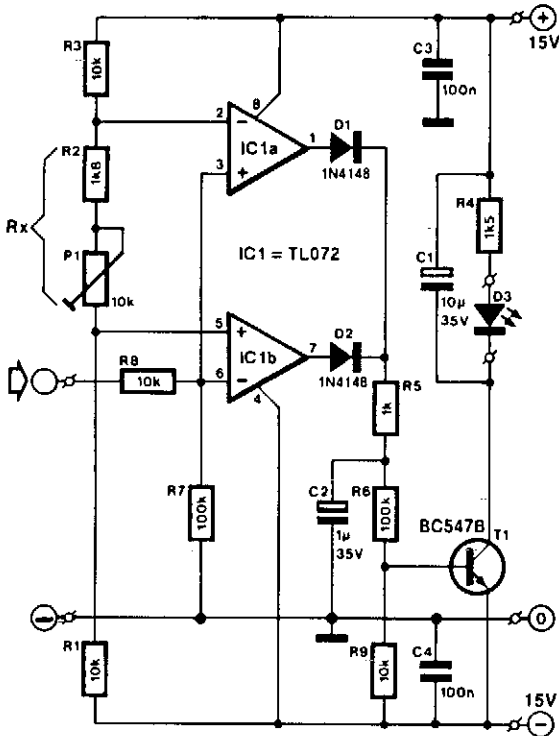 +
15V
R3
10k
C3
100n
8
2
−
1
D1
IC1a
R2
1k8
3
+
1N4148
R4
1k5
Rx
P1
10k
IC1 = TL072
C1
10µ
35V
D3
5
+
7
D2
R8
10k
IC1b
6
−
4
1N4148
R5
1k
R7
100k
C2
1µ
35V
R6
100k
BC547B
T1
0
R1
10k
R9
10k
C4
100n
15V
−